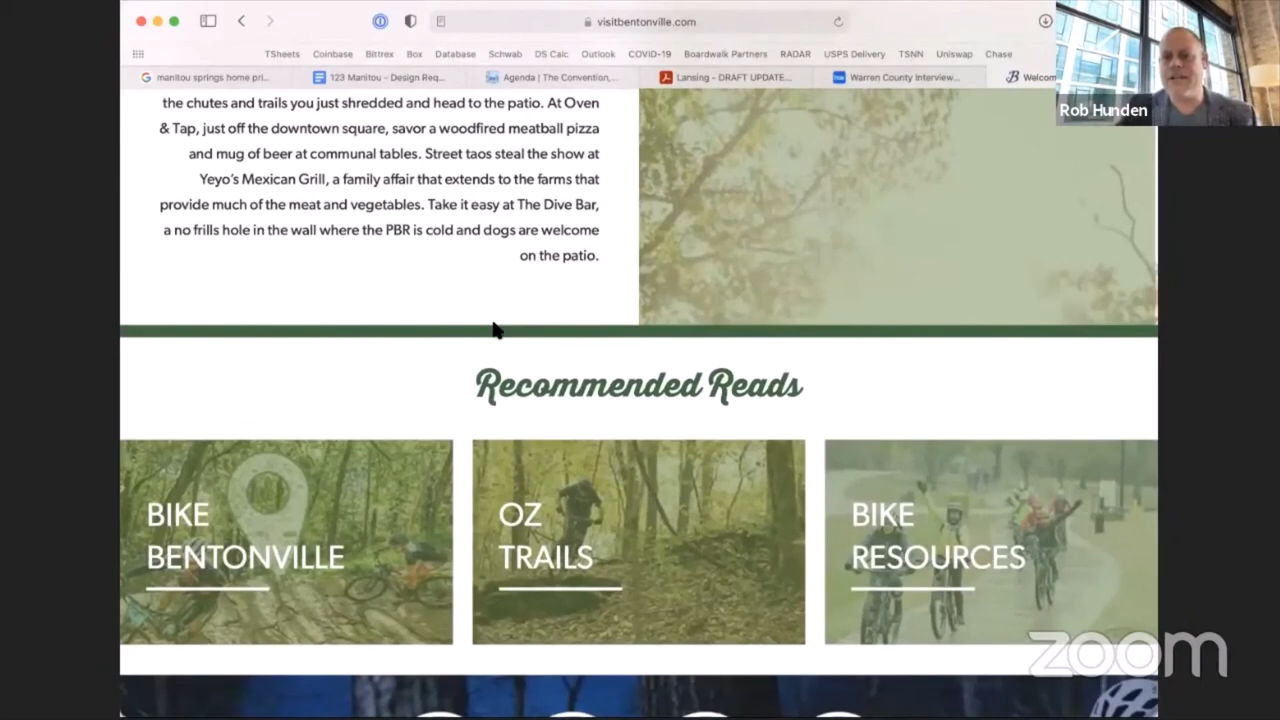 visitbentonville.com
TSheets Coinbase Bittrex Box Database Schwab DS Calc Outlook COVID-19 Boardwalk Partners RADAR USPS Delivery TSNN Uniswap Chase
manitou springs home pri... 123 Manitou - Design Req... Agenda | The Convention,... Lansing - DRAFT UPDATE... Warren County Interview... Welcom
Rob Hunden
the chutes and trails you just shredded and head to the patio. At Oven
& Tap, just off the downtown square, savor a woodfired meatball pizza
and mug of beer at communal tables. Street taos steal the show at
Yeyo's Mexican Grill, a family affair that extends to the farms that
provide much of the meat and vegetables. Take it easy at The Dive Bar,
a no frills hole in the wall where the PBR is cold and dogs are welcome
on the patio.
Recommended Reads
BIKE
BENTONVILLE
OZ
TRAILS
BIKE
RESOURCES
zoom